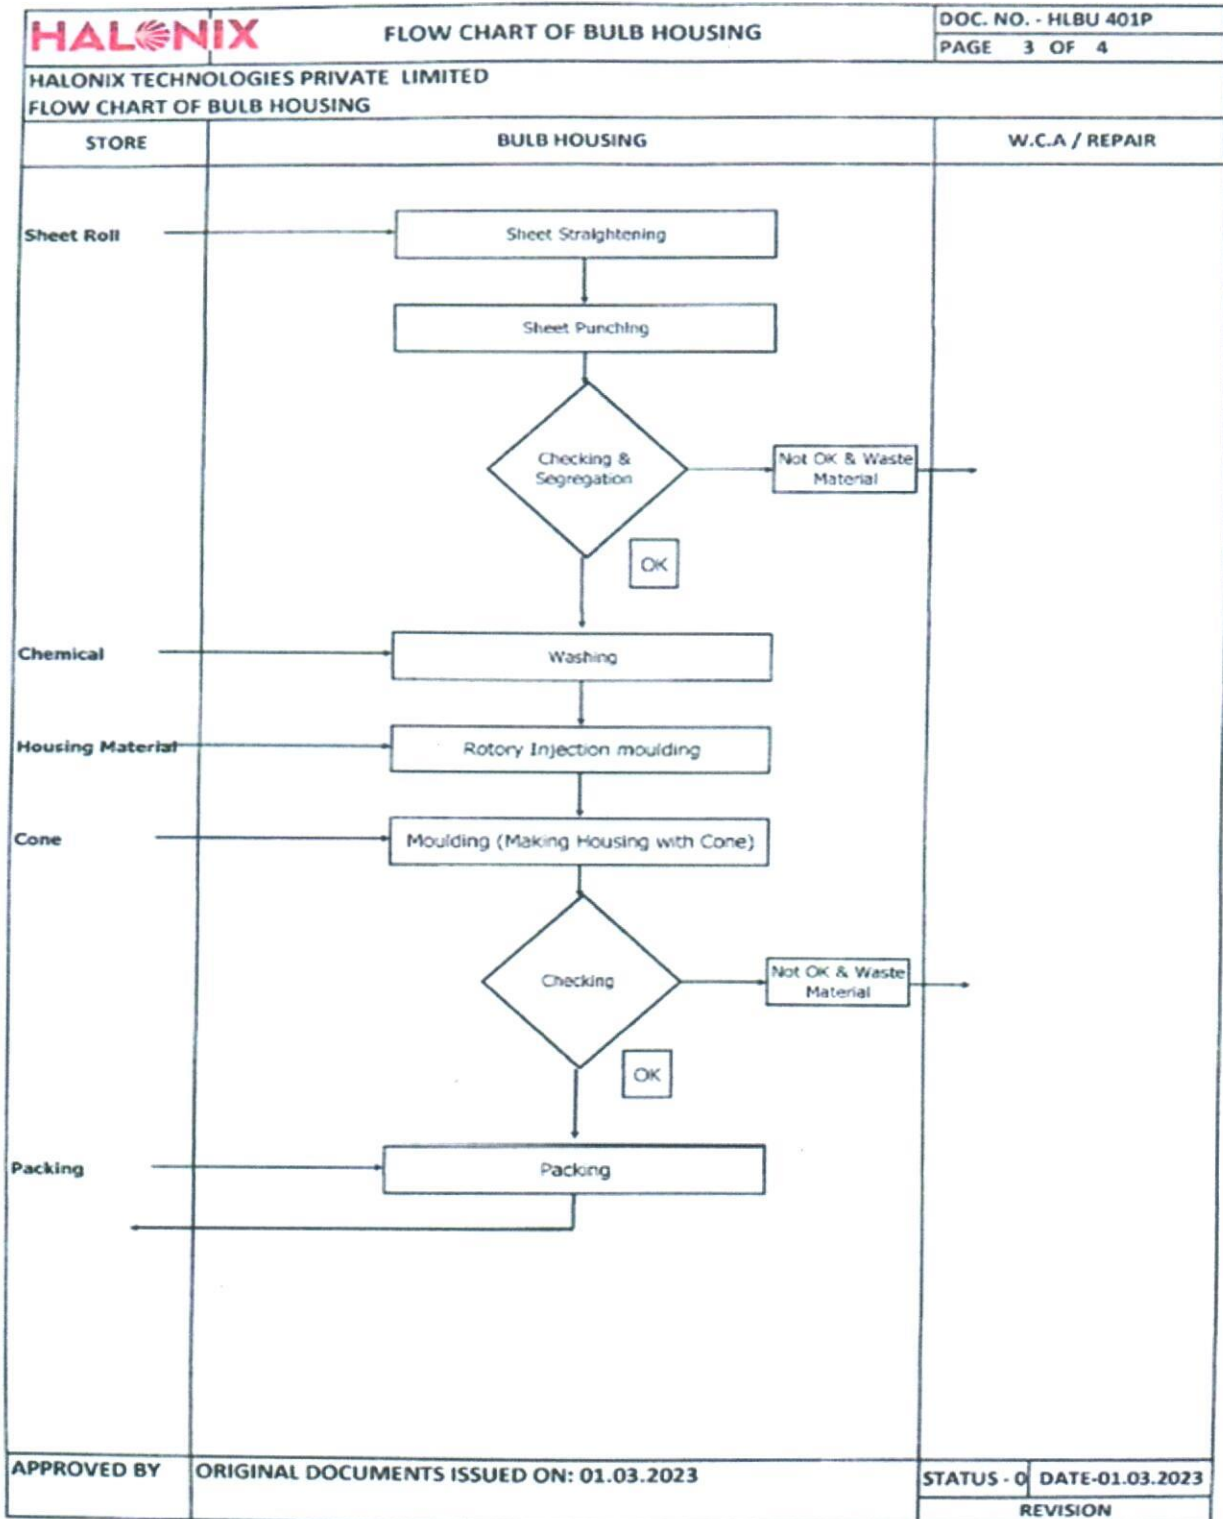 HALONIX
FLOW CHART OF BULB HOUSING
DOC. NO. - HLBU 401P
PAGE 3 OF 4
HALONIX TECHNOLOGIES PRIVATE LIMITED
FLOW CHART OF BULB HOUSING
STORE
BULB HOUSING
W.C.A / REPAIR
Sheet Roll
Sheet Straightening
Sheet Punching
Checking &
Segregation
Not OK & Waste
Material
OK
Chemical
Washing
Housing Material
Rotory Injection moulding
Cone
Moulding (Making Housing with Cone)
Checking
Not OK & Waste
Material
OK
Packing
Packing
APPROVED BY
ORIGINAL DOCUMENTS ISSUED ON: 01.03.2023
STATUS - 0
DATE-01.03.2023
REVISION